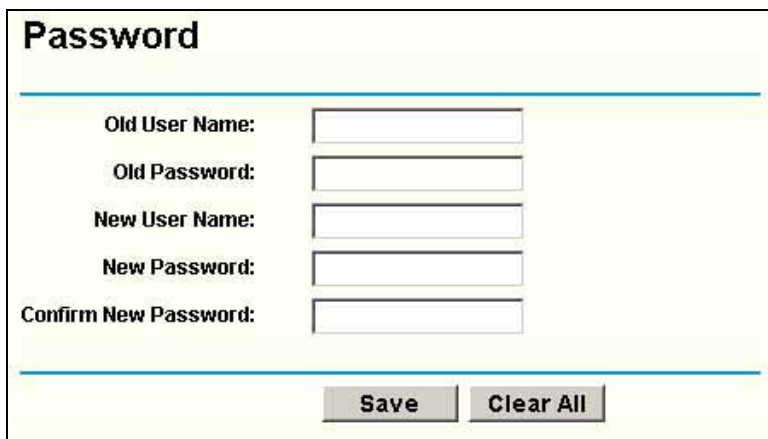 Password
Old User Name:
Old Password:
New User Name:
New Password:
Confirm New Password:
Save Clear All